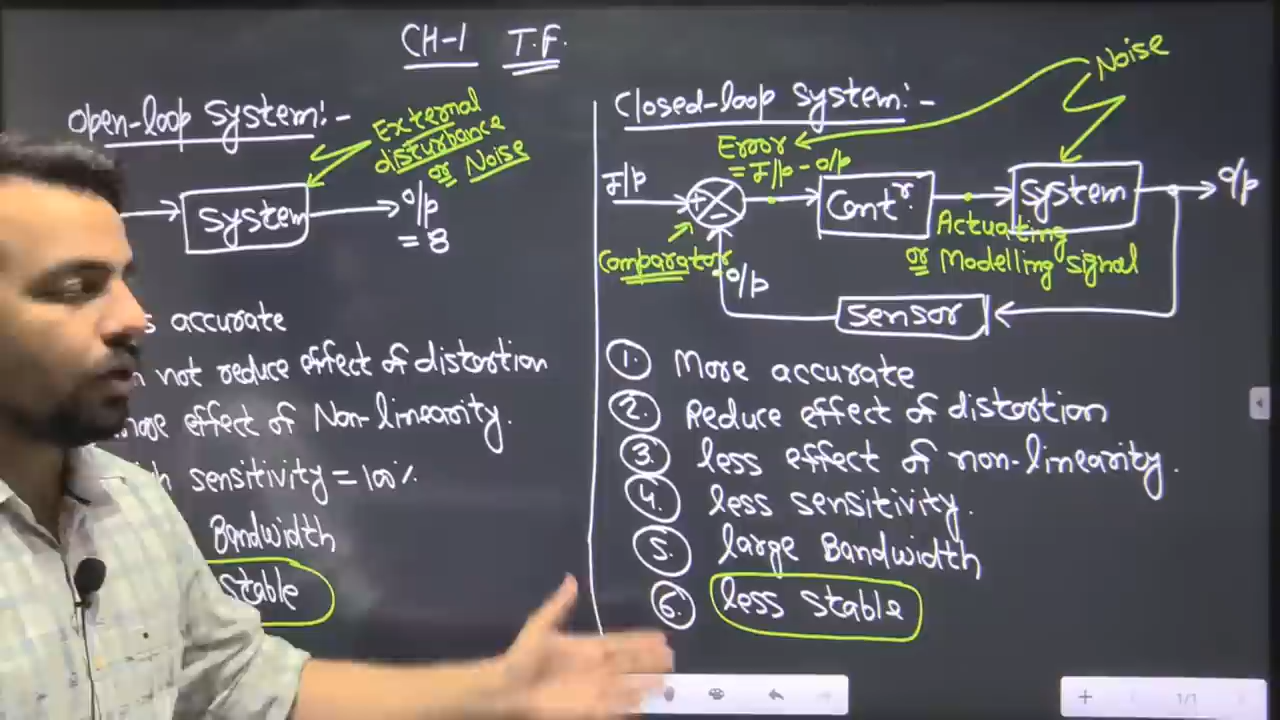 CH-1 T.F.
Open-loop system:-
External
disturbance
or Noise
System
O/p
= 8
accurate
not reduce effect of distortion
effect of Non-linearity.
sensitivity = 100%
Bandwidth
stable
Closed-loop system:-
Noise
Error
= I/p - O/p
I/p
+
-
Contr.
System
O/p
Comparator
Actuating
or Modelling signal
O/p
Sensor
1. More accurate
2. Reduce effect of distortion
3. less effect of non-linearity.
4. less sensitivity.
5. large Bandwidth
6. less stable
1/1